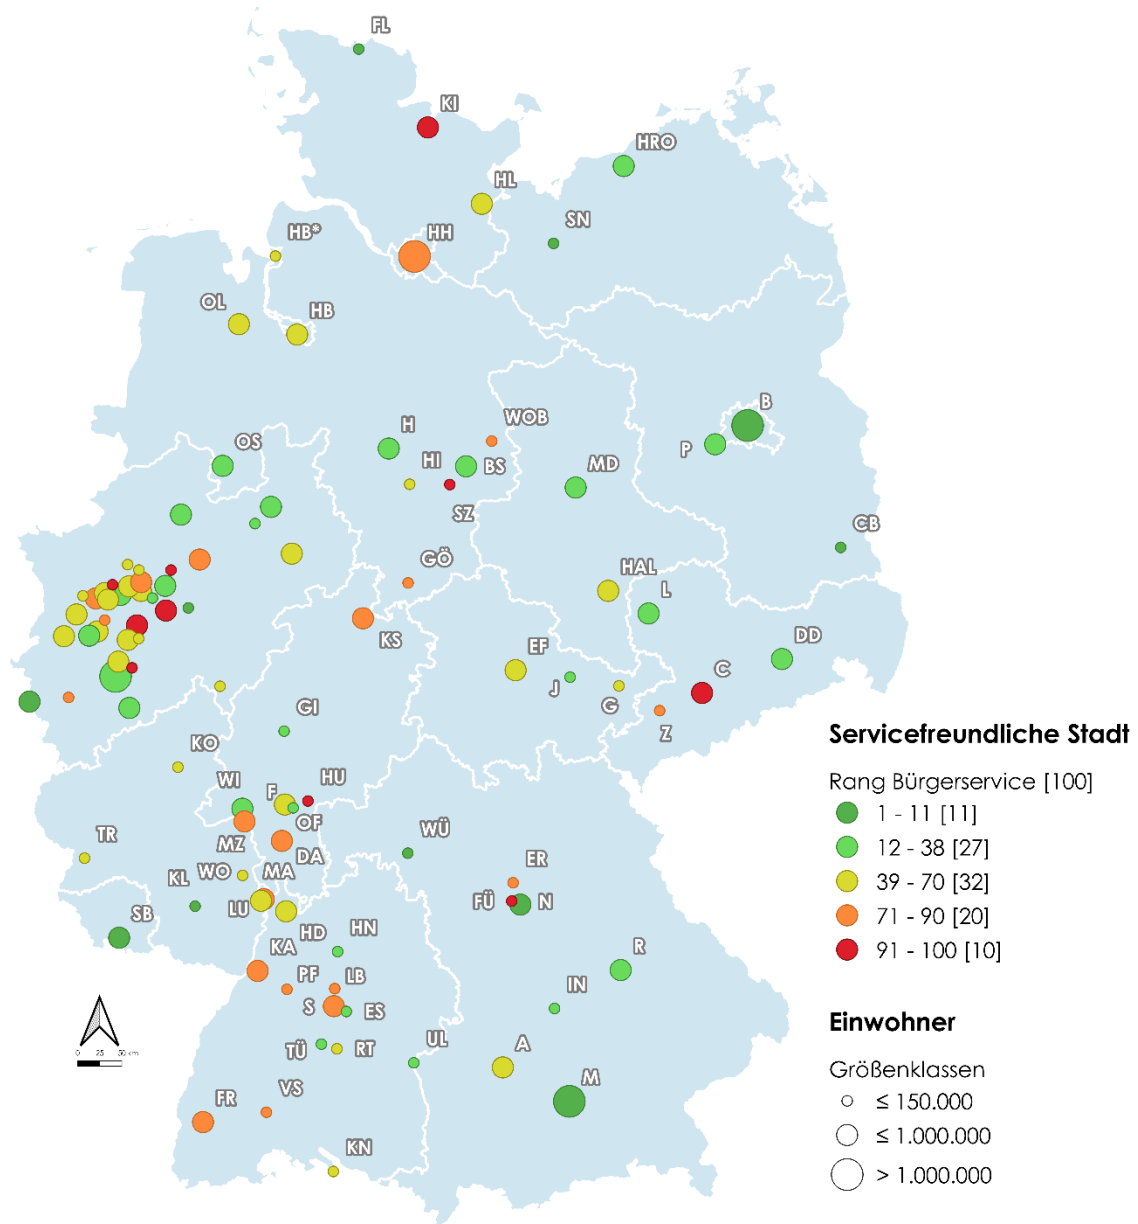 FL
KI
HRO
HL
SN
HB*
HH
OL
HB
B
P
WOB
H
OS
HI
BS
MD
SZ
CB
GÖ
HAL
L
KS
EF
DD
C
J
G
Z
GI
KO
HU
WI
F
OF
MZ
DA
WÜ
TR
ER
KL
WO
MA
FÜ
N
SB
LU
HD
HN
KA
R
PF
LB
IN
S
ES
TÜ
RT
UL
A
M
VS
FR
KN
0 25 50 cm
Servicefreundliche Stadt
Rang Bürgerservice [100]
1 - 11 [11]
12 - 38 [27]
39 - 70 [32]
71 - 90 [20]
91 - 100 [10]
Einwohner
Größenklassen
≤ 150.000
≤ 1.000.000
> 1.000.000